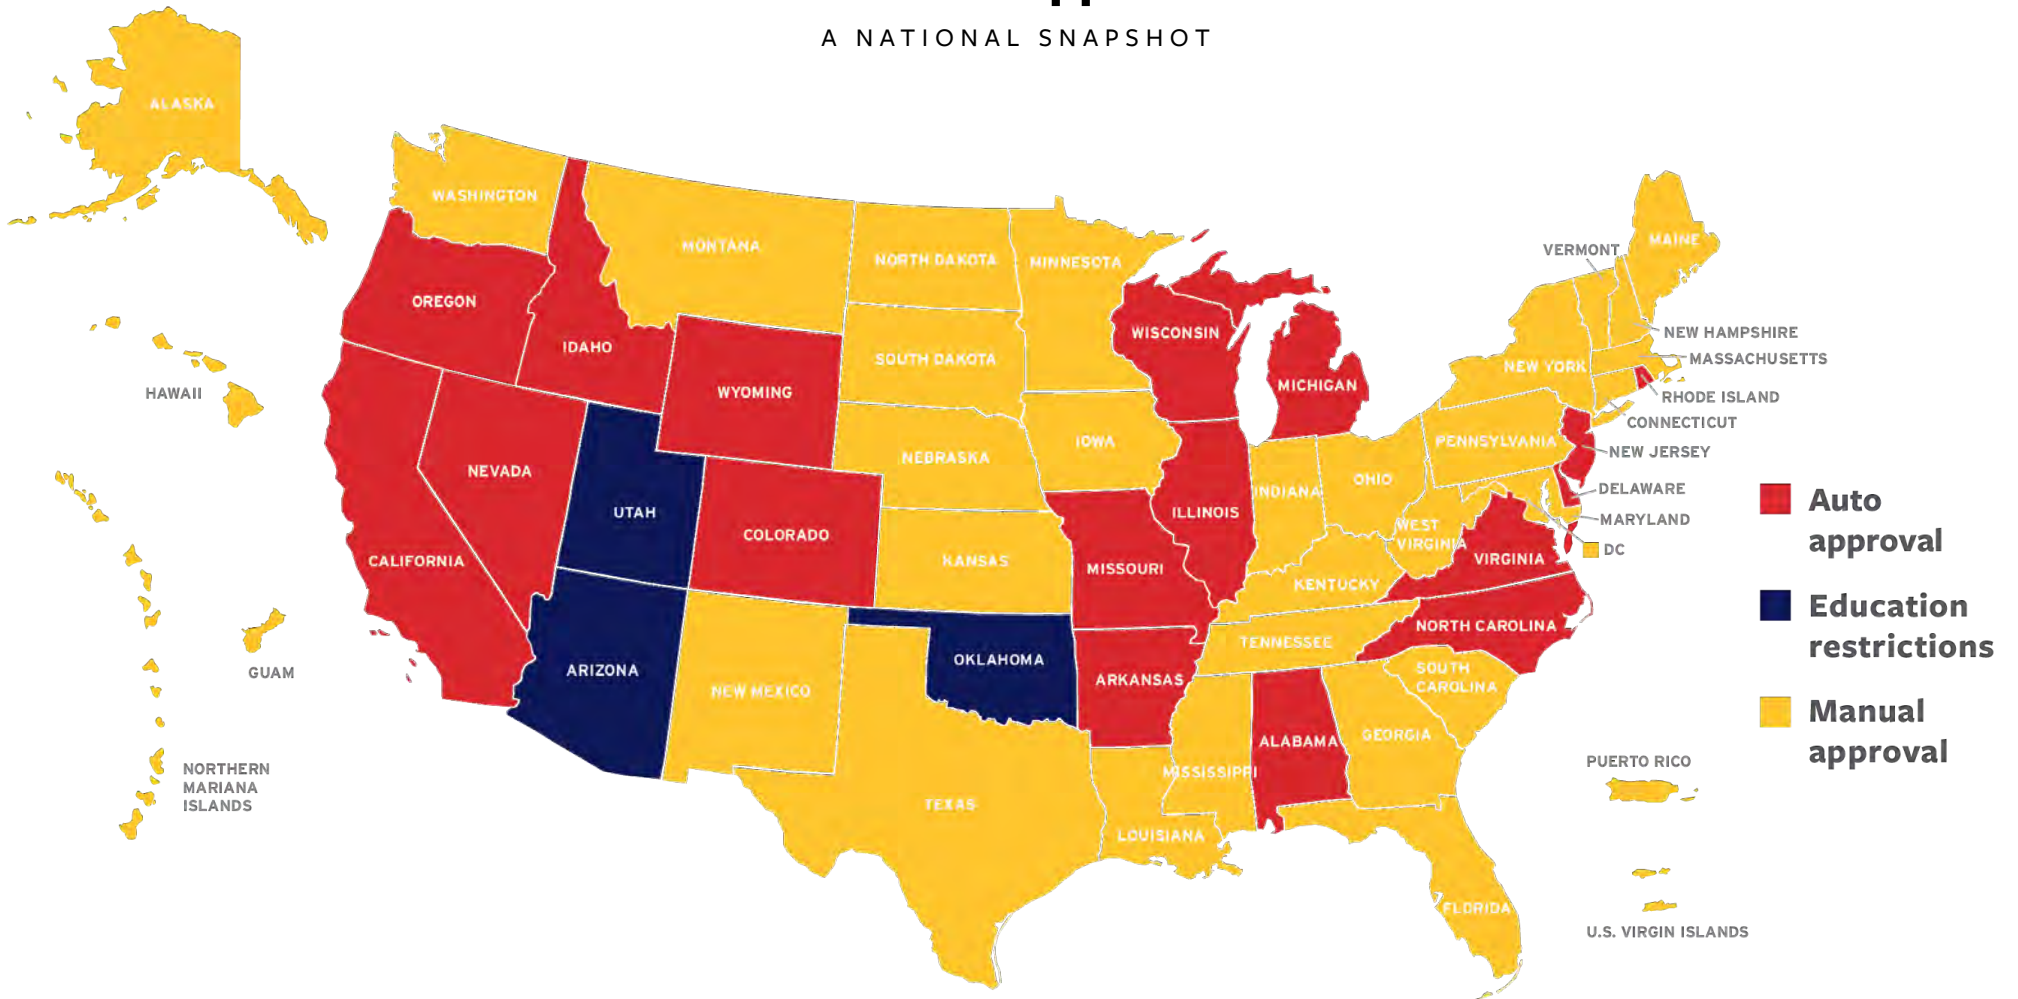 A NATIONAL SNAPSHOT
ALASKA
WASHINGTON
MONTANA
NORTH DAKOTA
MINNESOTA
VERMONT
MAINE
OREGON
IDAHO
WISCONSIN
NEW HAMPSHIRE
SOUTH DAKOTA
MASSACHUSETTS
NEW YORK
HAWAII
WYOMING
MICHIGAN
RHODE ISLAND
CONNECTICUT
IOWA
PENNSYLVANIA
NEW JERSEY
NEBRASKA
NEVADA
OHIO
INDIANA
DELAWARE
UTAH
ILLINOIS
MARYLAND
COLORADO
WEST
VIRGINIA
DC
CALIFORNIA
KANSAS
MISSOURI
VIRGINIA
KENTUCKY
NORTH CAROLINA
TENNESSEE
OKLAHOMA
ARIZONA
ARKANSAS
SOUTH
CAROLINA
GUAM
NEW MEXICO
GEORGIA
ALABAMA
MISSISSIPPI
NORTHERN
MARIANA
ISLANDS
TEXAS
LOUISIANA
FLORIDA
PUERTO RICO
U.S. VIRGIN ISLANDS
Auto
approval
Education
restrictions
Manual
approval